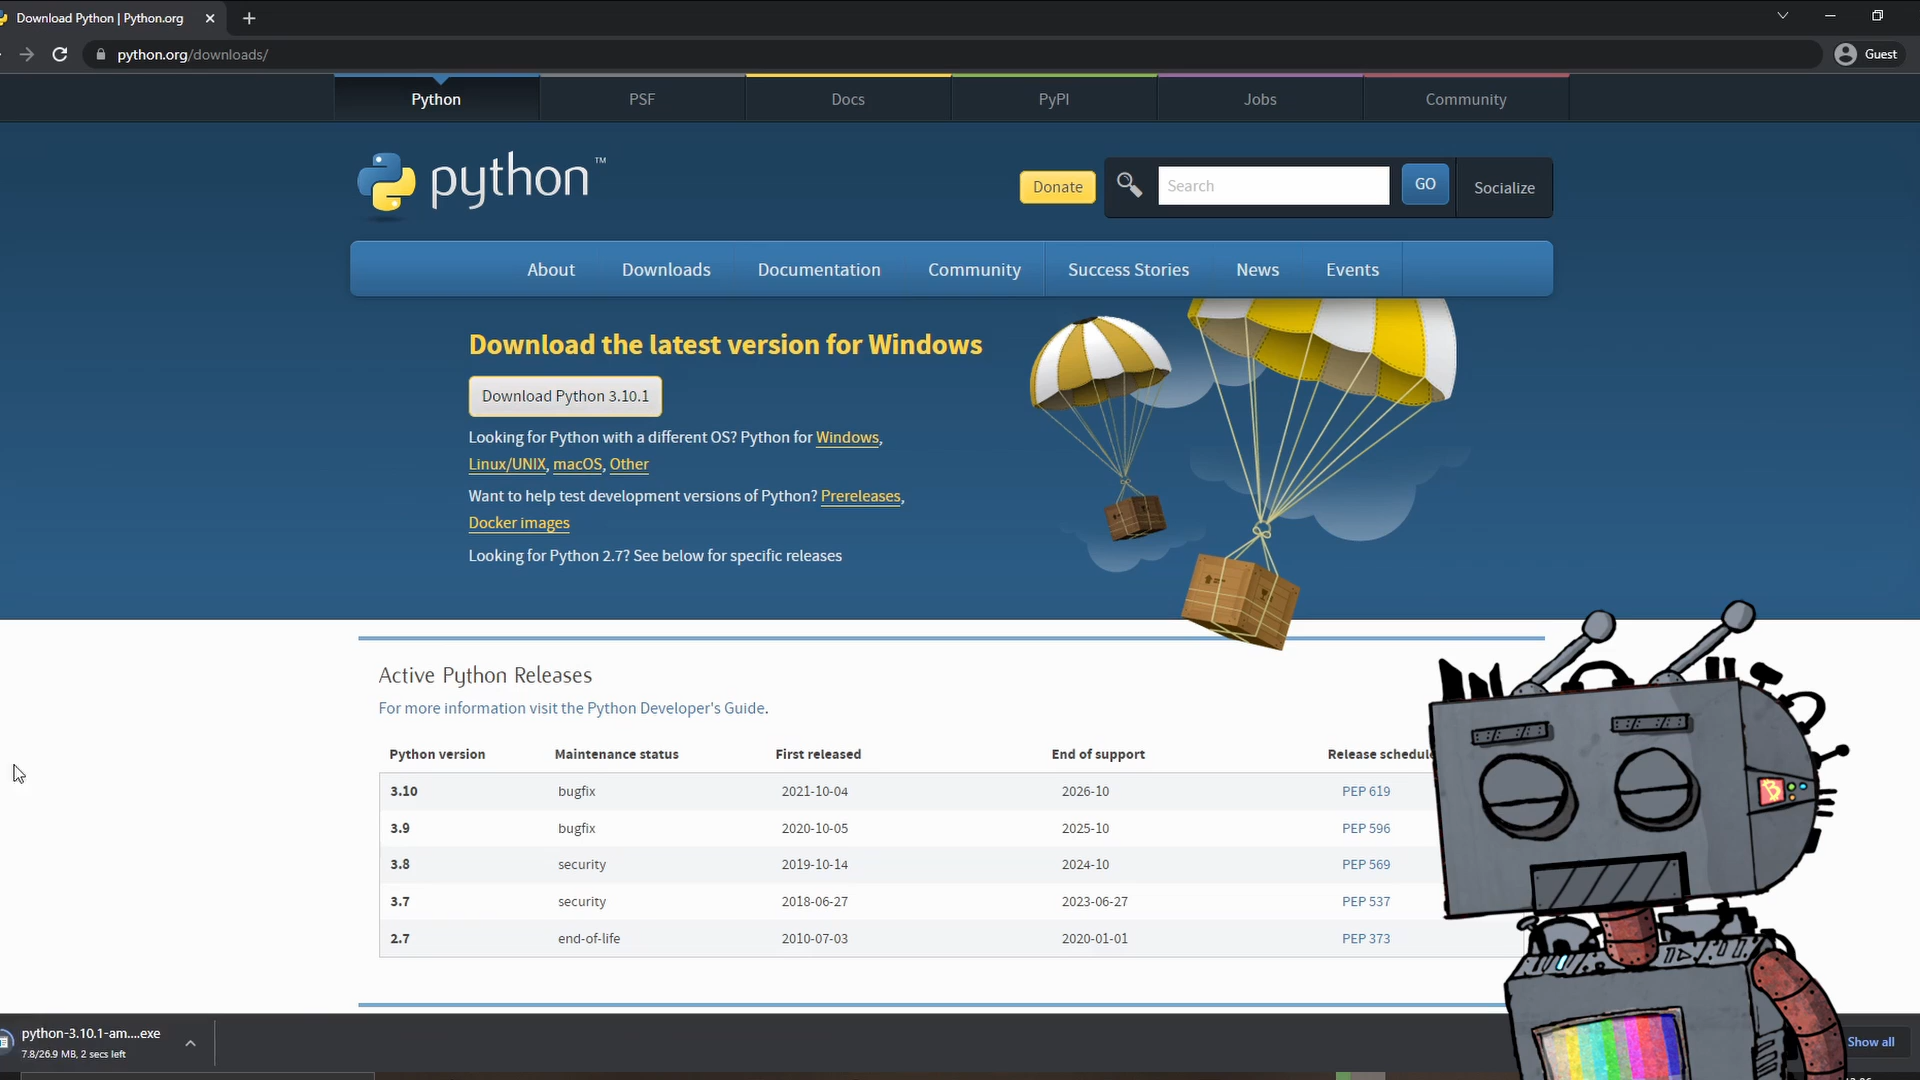 Download Python | Python.org
python.org/downloads/
Guest
Python PSF Docs PyPI Jobs Community
python™
Donate
Search
GO
Socialize
About Downloads Documentation Community Success Stories News Events
Download the latest version for Windows
Download Python 3.10.1
Looking for Python with a different OS? Python for Windows,
Linux/UNIX, macOS, Other
Want to help test development versions of Python? Prereleases,
Docker images
Looking for Python 2.7? See below for specific releases
Active Python Releases
For more information visit the Python Developer's Guide.
Python version Maintenance status First released End of support Release schedule
3.10 bugfix 2021-10-04 2026-10 PEP 619
3.9 bugfix 2020-10-05 2025-10 PEP 596
3.8 security 2019-10-14 2024-10 PEP 569
3.7 security 2018-06-27 2023-06-27 PEP 537
2.7 end-of-life 2010-07-03 2020-01-01 PEP 373
python-3.10.1-am....exe
7.8/26.9 MB, 2 secs left
Show all